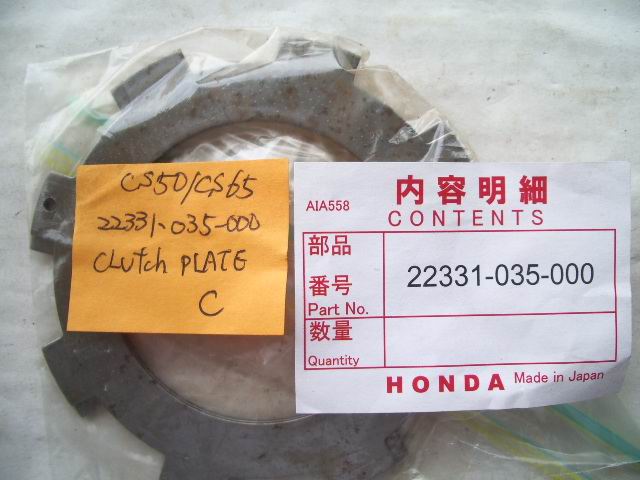 CS50/CS65
22331-035-000
CLUtch PLATE
C
AIA558
内容明細
CONTENTS
部品
番号
Part No.
22331-035-000
数量
Quantity
HONDA Made in Japan